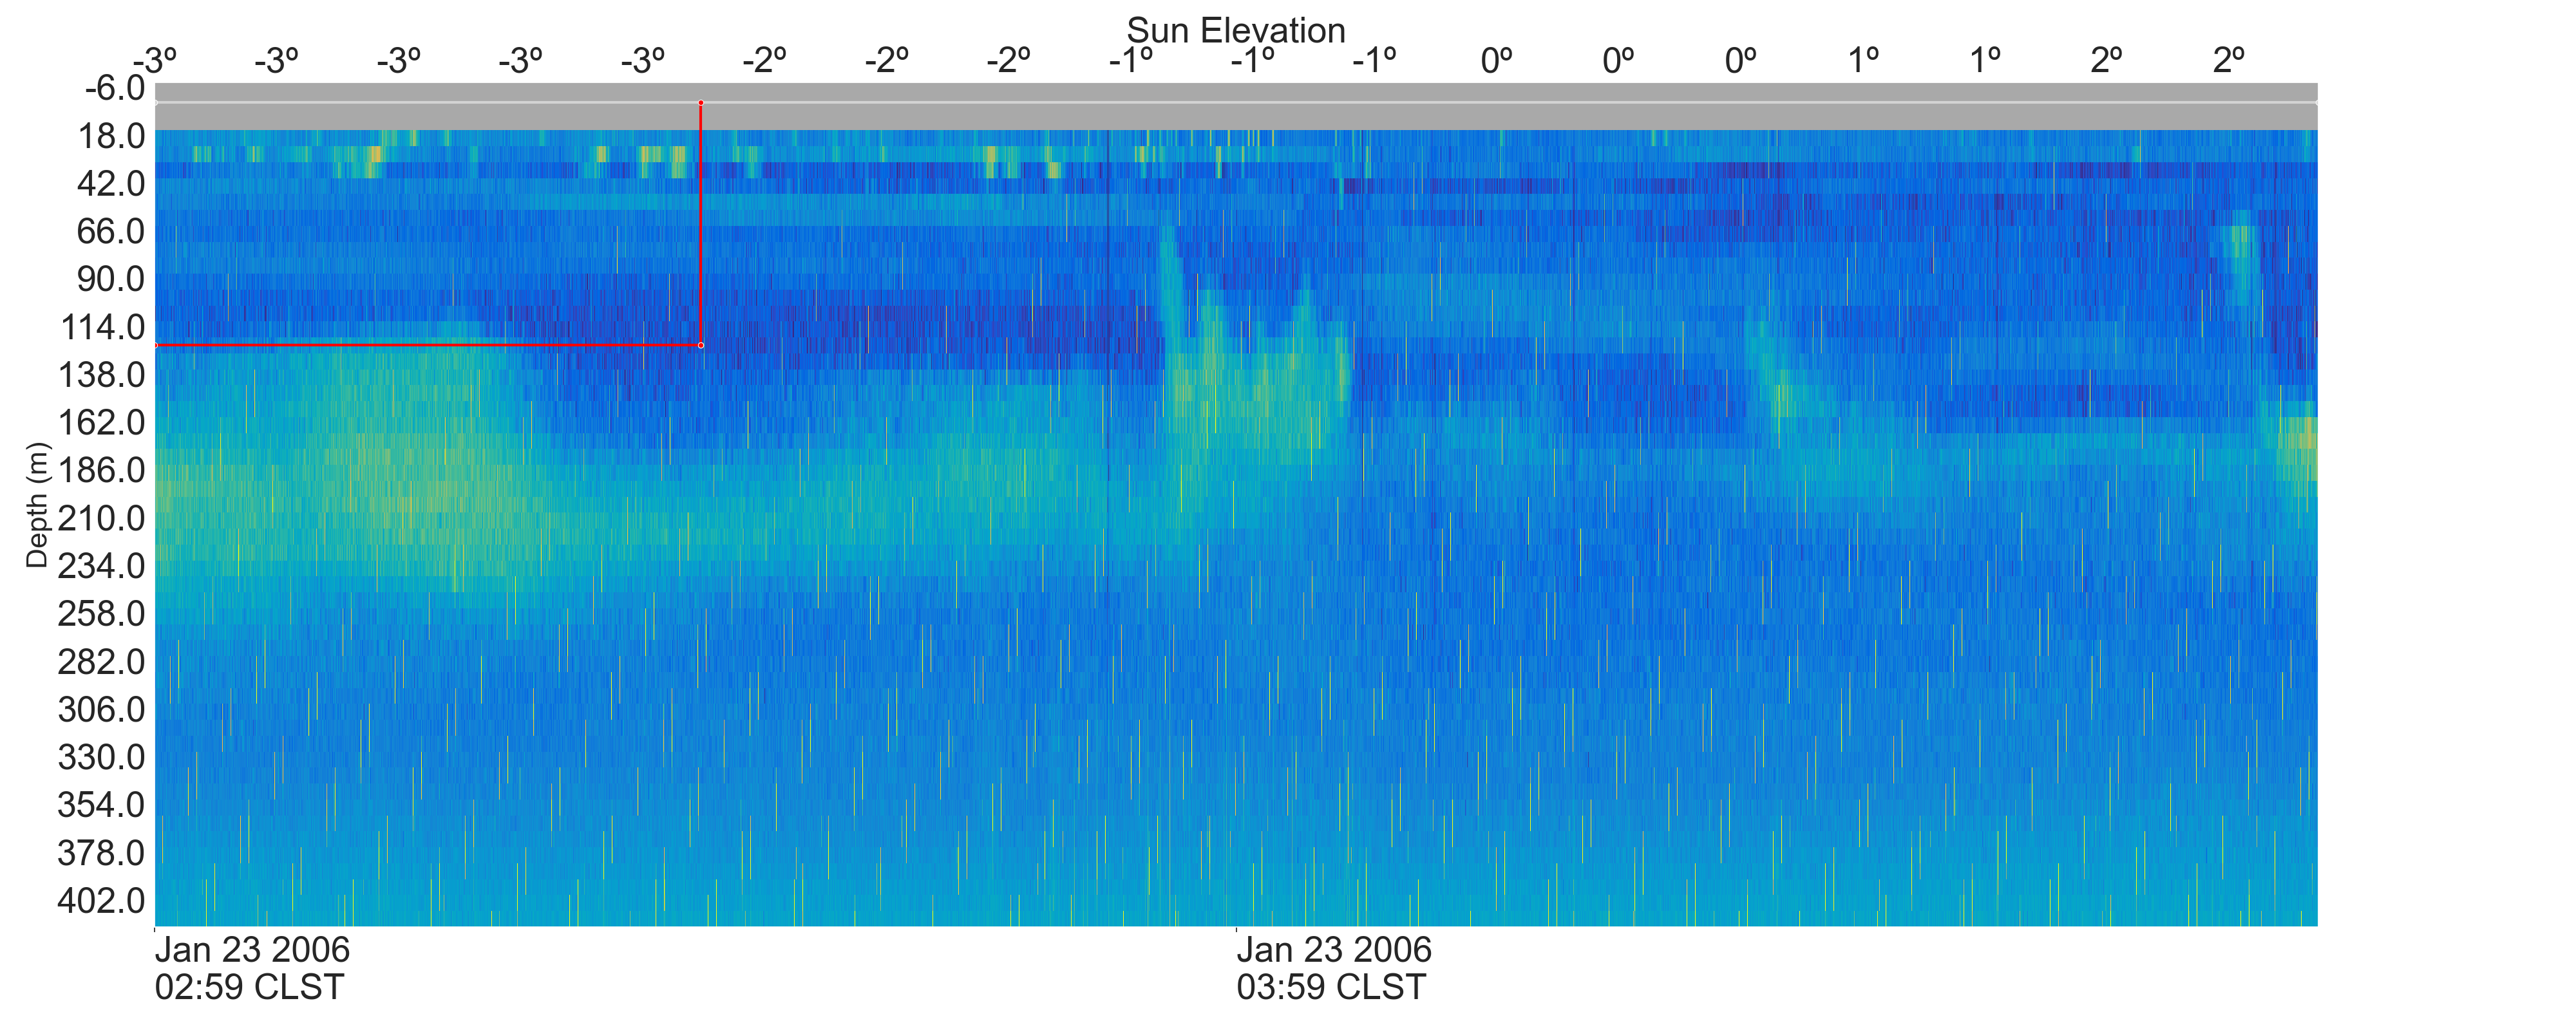 Sun Elevation
-3º -3º -3º -3º -3º -2º -2º -2º -1º -1º -1º 0º 0º 0º 1º 1º 2º 2º
-6.0
18.0
42.0
66.0
90.0
114.0
138.0
162.0
186.0
210.0
234.0
258.0
282.0
306.0
330.0
354.0
378.0
402.0
Depth (m)
Jan 23 2006
02:59 CLST
Jan 23 2006
03:59 CLST